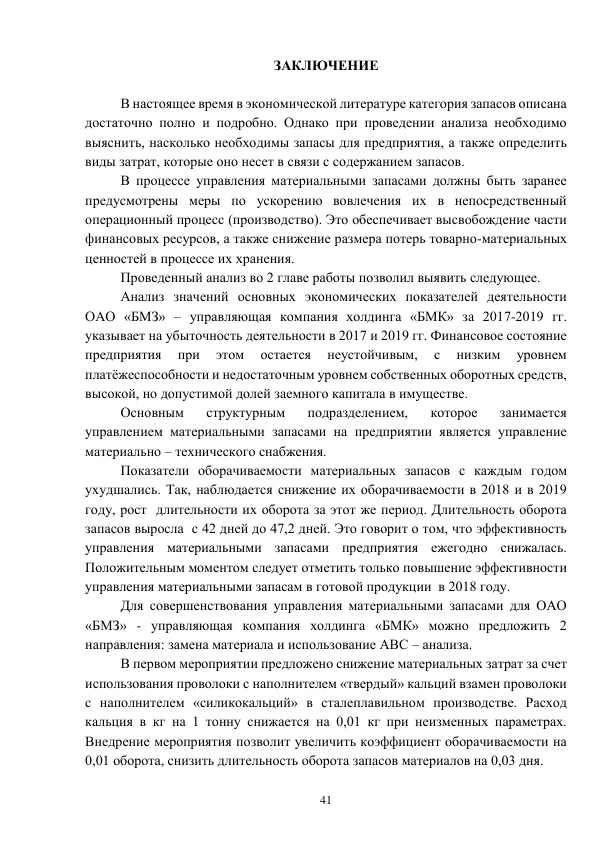 ЗАКЛЮЧЕНИЕ
В настоящее время в экономической литературе категория запасов описана
достаточно полно и подробно. Однако при проведении анализа необходимо
выяснить, насколько необходимы запасы для предприятия, а также определить
виды затрат, которые оно несет в связи с содержанием запасов.
В процессе управления материальными запасами должны быть заранее
предусмотрены меры по ускорению вовлечения их в непосредственный
операционный процесс (производство). Это обеспечивает высвобождение части
финансовых ресурсов, а также снижение размера потерь товарно-материальных
ценностей в процессе их хранения.
Проведенный анализ во 2 главе работы позволил выявить следующее.
Анализ значений основных экономических показателей деятельности
ОАО «БМЗ» – управляющая компания холдинга «БМК» за 2017-2019 гг.
указывает на убыточность деятельности в 2017 и 2019 гг. Финансовое состояние
предприятия при этом остается неустойчивым, с низким уровнем
платёжеспособности и недостаточным уровнем собственных оборотных средств,
высокой, но допустимой долей заемного капитала в имуществе.
Основным структурным подразделением, которое занимается
управлением материальными запасами на предприятии является управление
материально – технического снабжения.
Показатели оборачиваемости материальных запасов с каждым годом
ухудшались. Так, наблюдается снижение их оборачиваемости в 2018 и в 2019
году, рост длительности их оборота за этот же период. Длительность оборота
запасов выросла с 42 дней до 47,2 дней. Это говорит о том, что эффективность
управления материальными запасами предприятия ежегодно снижалась.
Положительным моментом следует отметить только повышение эффективности
управления материальными запасам в готовой продукции в 2018 году.
Для совершенствования управления материальными запасами для ОАО
«БМЗ» - управляющая компания холдинга «БМК» можно предложить 2
направления: замена материала и использование АВС – анализа.
В первом мероприятии предложено снижение материальных затрат за счет
использования проволоки с наполнителем «твердый» кальций взамен проволоки
с наполнителем «силикокальций» в сталеплавильном производстве. Расход
кальция в кг на 1 тонну снижается на 0,01 кг при неизменных параметрах.
Внедрение мероприятия позволит увеличить коэффициент оборачиваемости на
0,01 оборота, снизить длительность оборота запасов материалов на 0,03 дня.
41